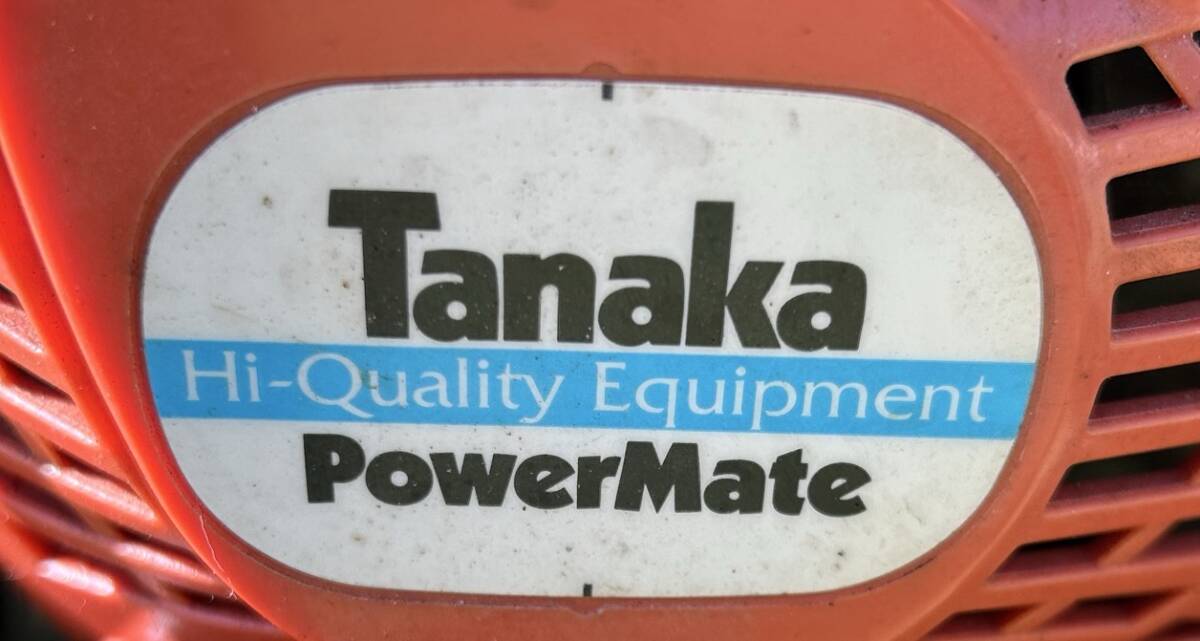 Tanaka
Hi-Quality Equipment
PowerMate